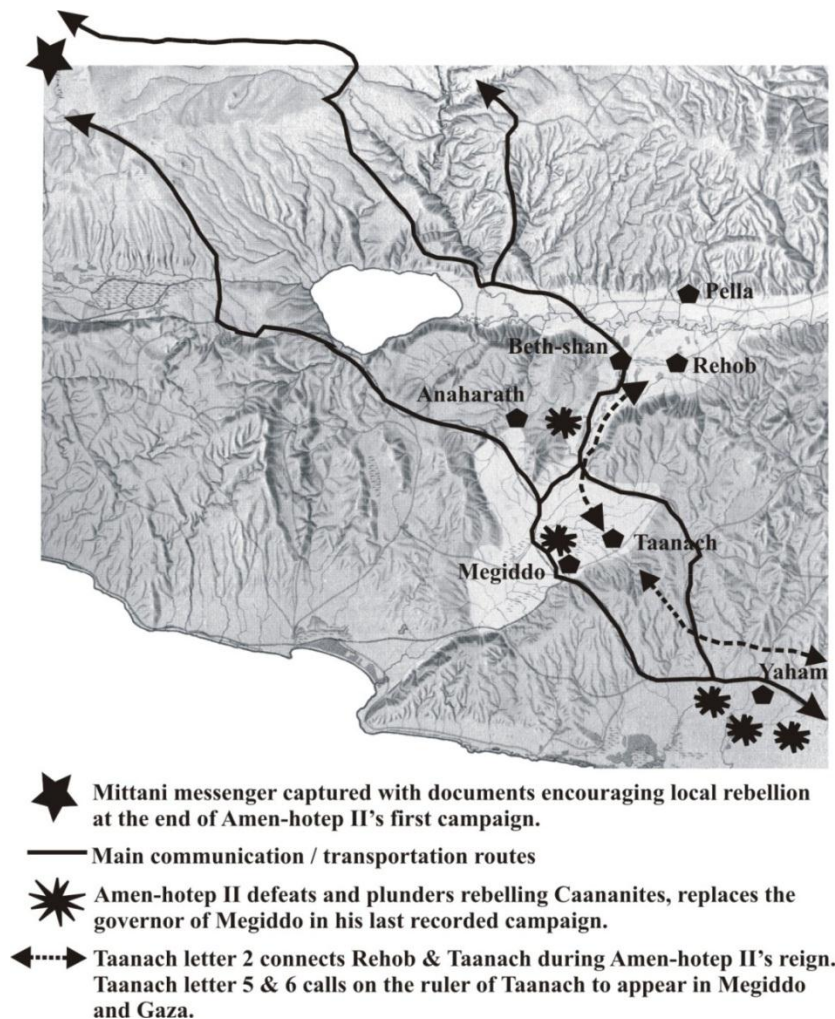 Pella
Beth-shan
Rehob
Anaharath
Taanach
Megiddo
Yaham
Mittani messenger captured with documents encouraging local rebellion
at the end of Amen-hotep II's first campaign.
Main communication / transportation routes
Amen-hotep II defeats and plunders rebelling Caananites, replaces the
governor of Megiddo in his last recorded campaign.
Taanach letter 2 connects Rehob & Taanach during Amen-hotep II's reign.
Taanach letter 5 & 6 calls on the ruler of Taanach to appear in Megiddo
and Gaza.